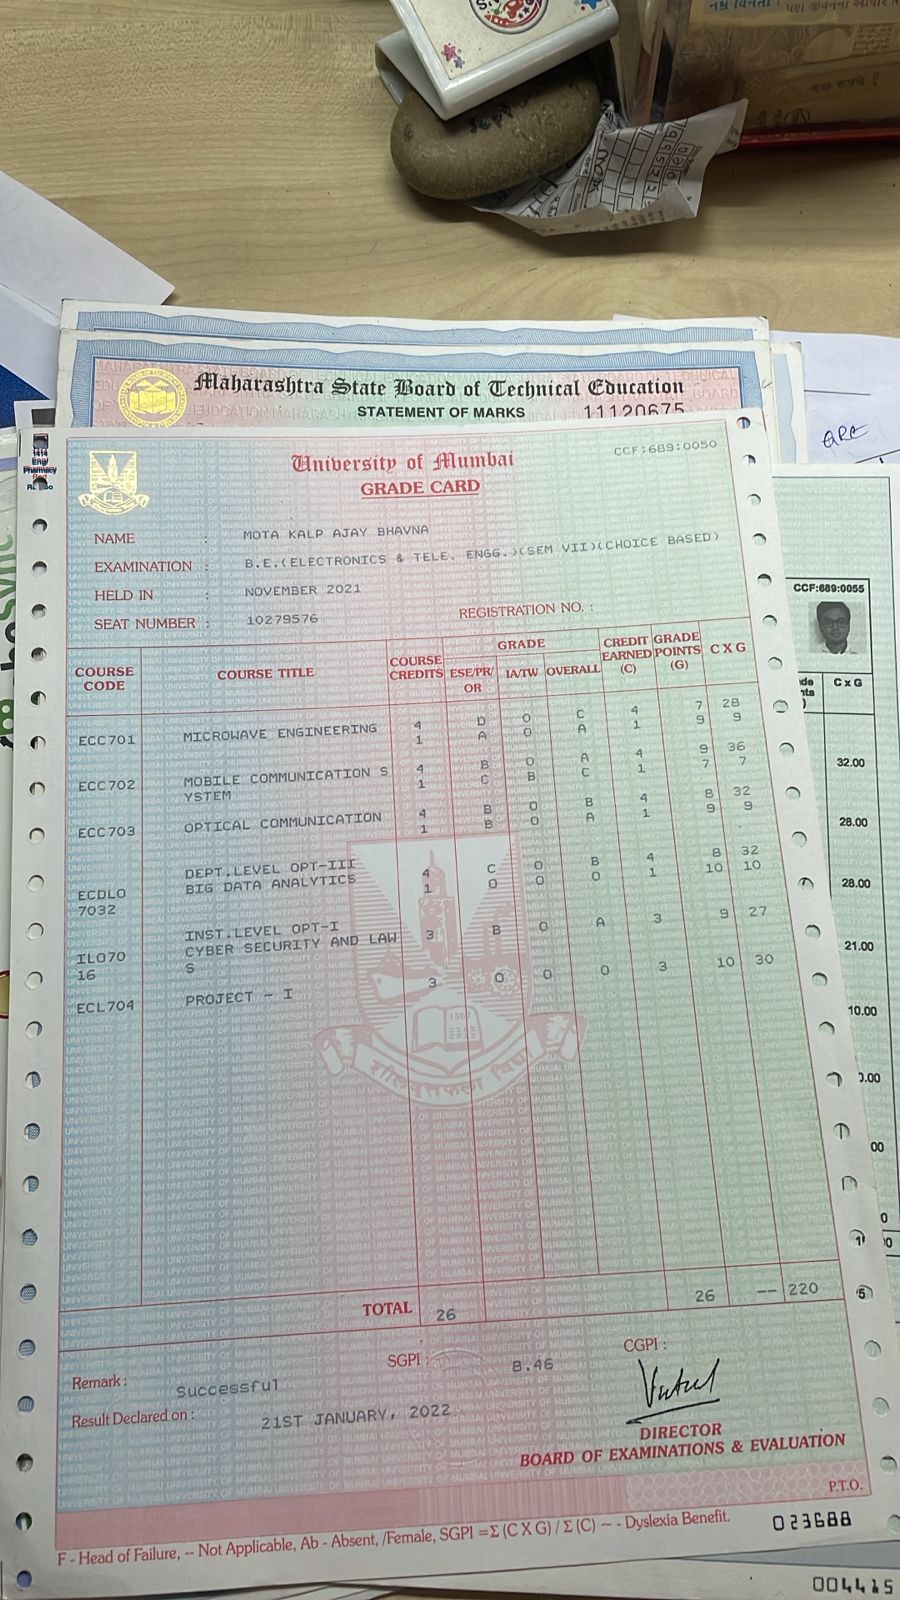 नम्र विनंती :
Maharashtra State Board of Technical Education
STATEMENT OF MARKS 11120675
GRE
1414
Eng/
Pharmacy
CCF:689:0050
University of Mumbai
GRADE CARD
NAME : MOTA KALP AJAY BHAVNA
EXAMINATION : B.E.(ELECTRONICS & TELE. ENGG.)(SEM VII)(CHOICE BASED)
HELD IN : NOVEMBER 2021
SEAT NUMBER : 10279576 REGISTRATION NO. :
COURSE CODE COURSE TITLE COURSE CREDITS GRADE ESE/PR/OR IA/TW OVERALL CREDIT EARNED (C) GRADE POINTS (G) C X G
ECC701 MICROWAVE ENGINEERING 4 D O C 4 7 28
1 A O A 1 9 9
ECC702 MOBILE COMMUNICATION S 4 B O A 4 9 36
YSTEM 1 C B C 1 7 7
ECC703 OPTICAL COMMUNICATION 4 B O B 4 8 32
1 B O A 1 9 9
DEPT.LEVEL OPT-III 4 C O B 4 8 32
ECDLO BIG DATA ANALYTICS 1 O O O 1 10 10
7032
INST.LEVEL OPT-I
ILO70 CYBER SECURITY AND LAW 3 B O A 3 9 27
16 S
ECL704 PROJECT - I 3 O O O 3 10 30
TOTAL 26 26 -- 220
SGPI : 8.46 CGPI :
Remark : Successful
Result Declared on : 21ST JANUARY, 2022
DIRECTOR
BOARD OF EXAMINATIONS & EVALUATION
P.T.O.
F - Head of Failure, -- Not Applicable, Ab - Absent, /Female, SGPI =Σ (C X G) / Σ (C) ~ - Dyslexia Benefit.
023688
CCF:689:0055
C x G
32.00
28.00
28.00
21.00
10.00
004415